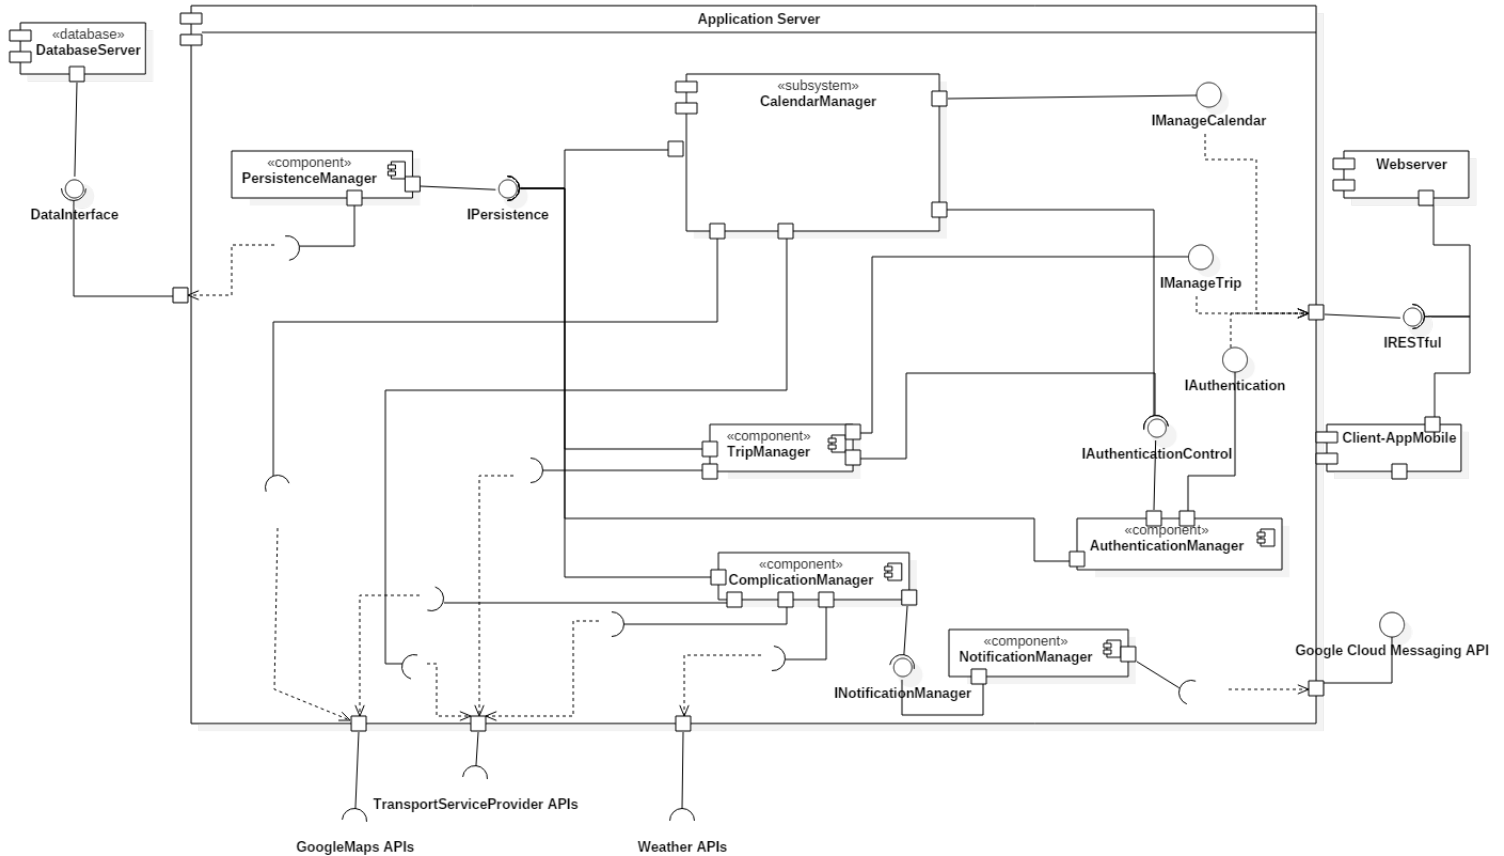 Application Server
«database»
DatabaseServer
«subsystem»
CalendarManager
IManageCalendar
«component»
PersistenceManager
Webserver
DataInterface
IPersistence
IManageTrip
IRESTful
IAuthentication
«component»
TripManager
Client-AppMobile
IAuthenticationControl
«component»
AuthenticationManager
«component»
ComplicationManager
«component»
NotificationManager
Google Cloud Messaging API
INotificationManager
TransportServiceProvider APIs
GoogleMaps APIs
Weather APIs